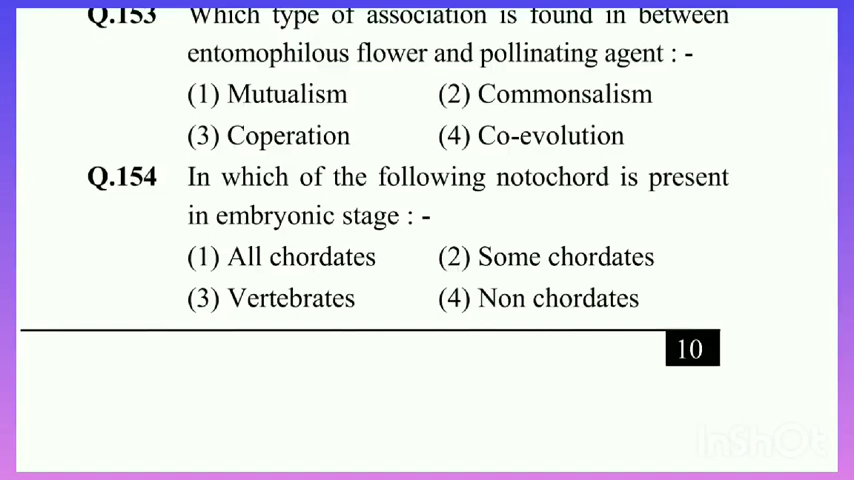 Q.153 Which type of association is found in between
entomophilous flower and pollinating agent : -
(1) Mutualism (2) Commonsalism
(3) Coperation (4) Co-evolution
Q.154 In which of the following notochord is present
in embryonic stage : -
(1) All chordates (2) Some chordates
(3) Vertebrates (4) Non chordates
10
InShOt